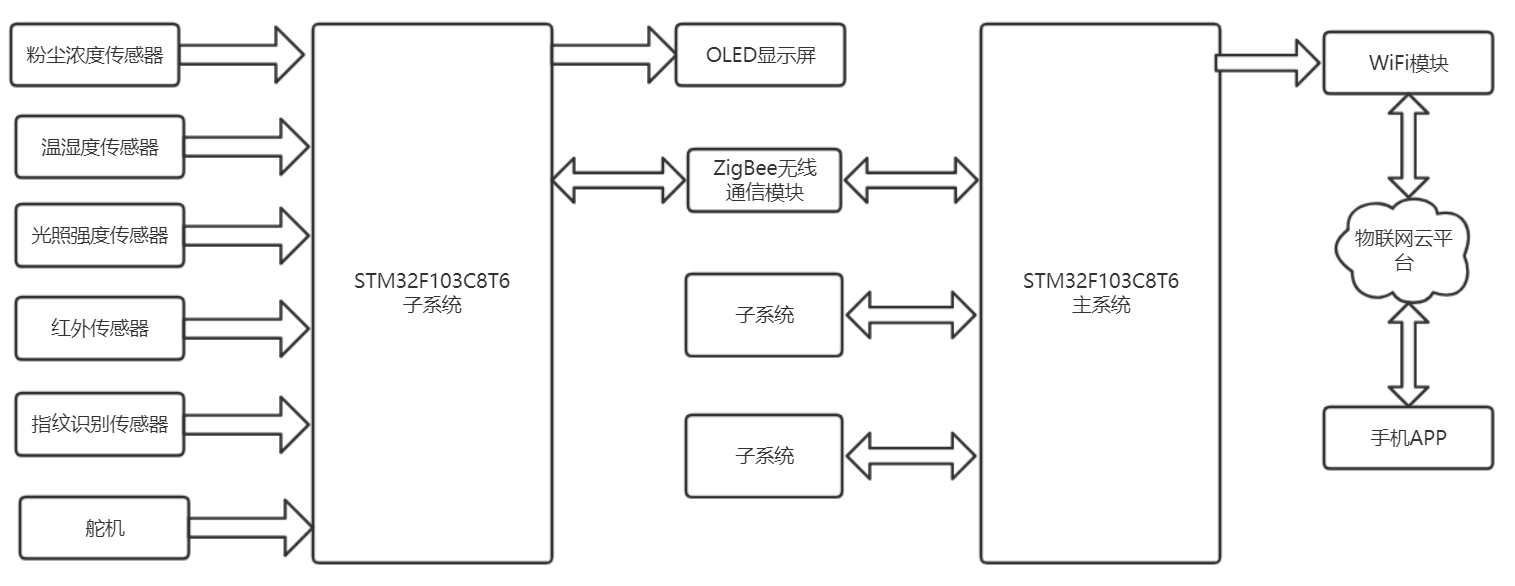 粉尘浓度传感器
温湿度传感器
光照强度传感器
红外传感器
指纹识别传感器
舵机
STM32F103C8T6
子系统
OLED显示屏
ZigBee无线
通信模块
子系统
子系统
STM32F103C8T6
主系统
WiFi模块
物联网云平
台
手机APP